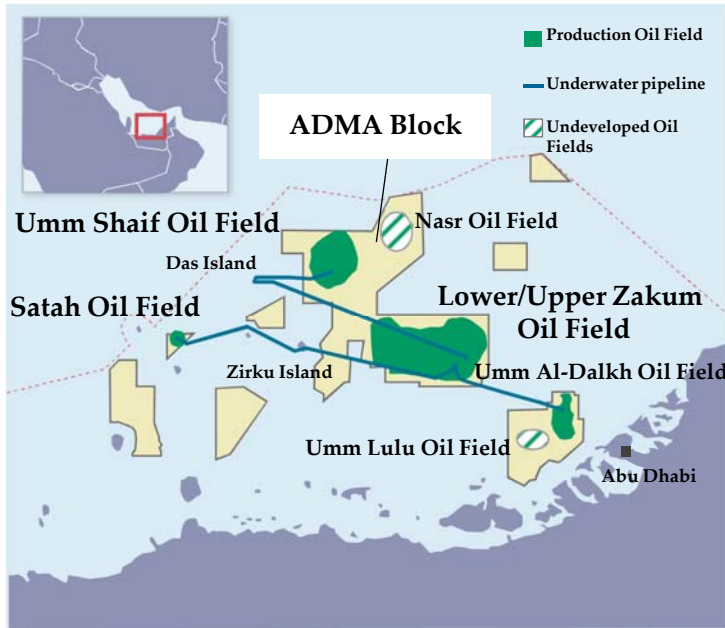 Production Oil Field
Underwater pipeline
Undeveloped Oil
Fields
ADMA Block
Umm Shaif Oil Field
Nasr Oil Field
Das Island
Satah Oil Field
Lower/Upper Zakum
Oil Field
Zirku Island
Umm Al-Dalkh Oil Field
Umm Lulu Oil Field
Abu Dhabi